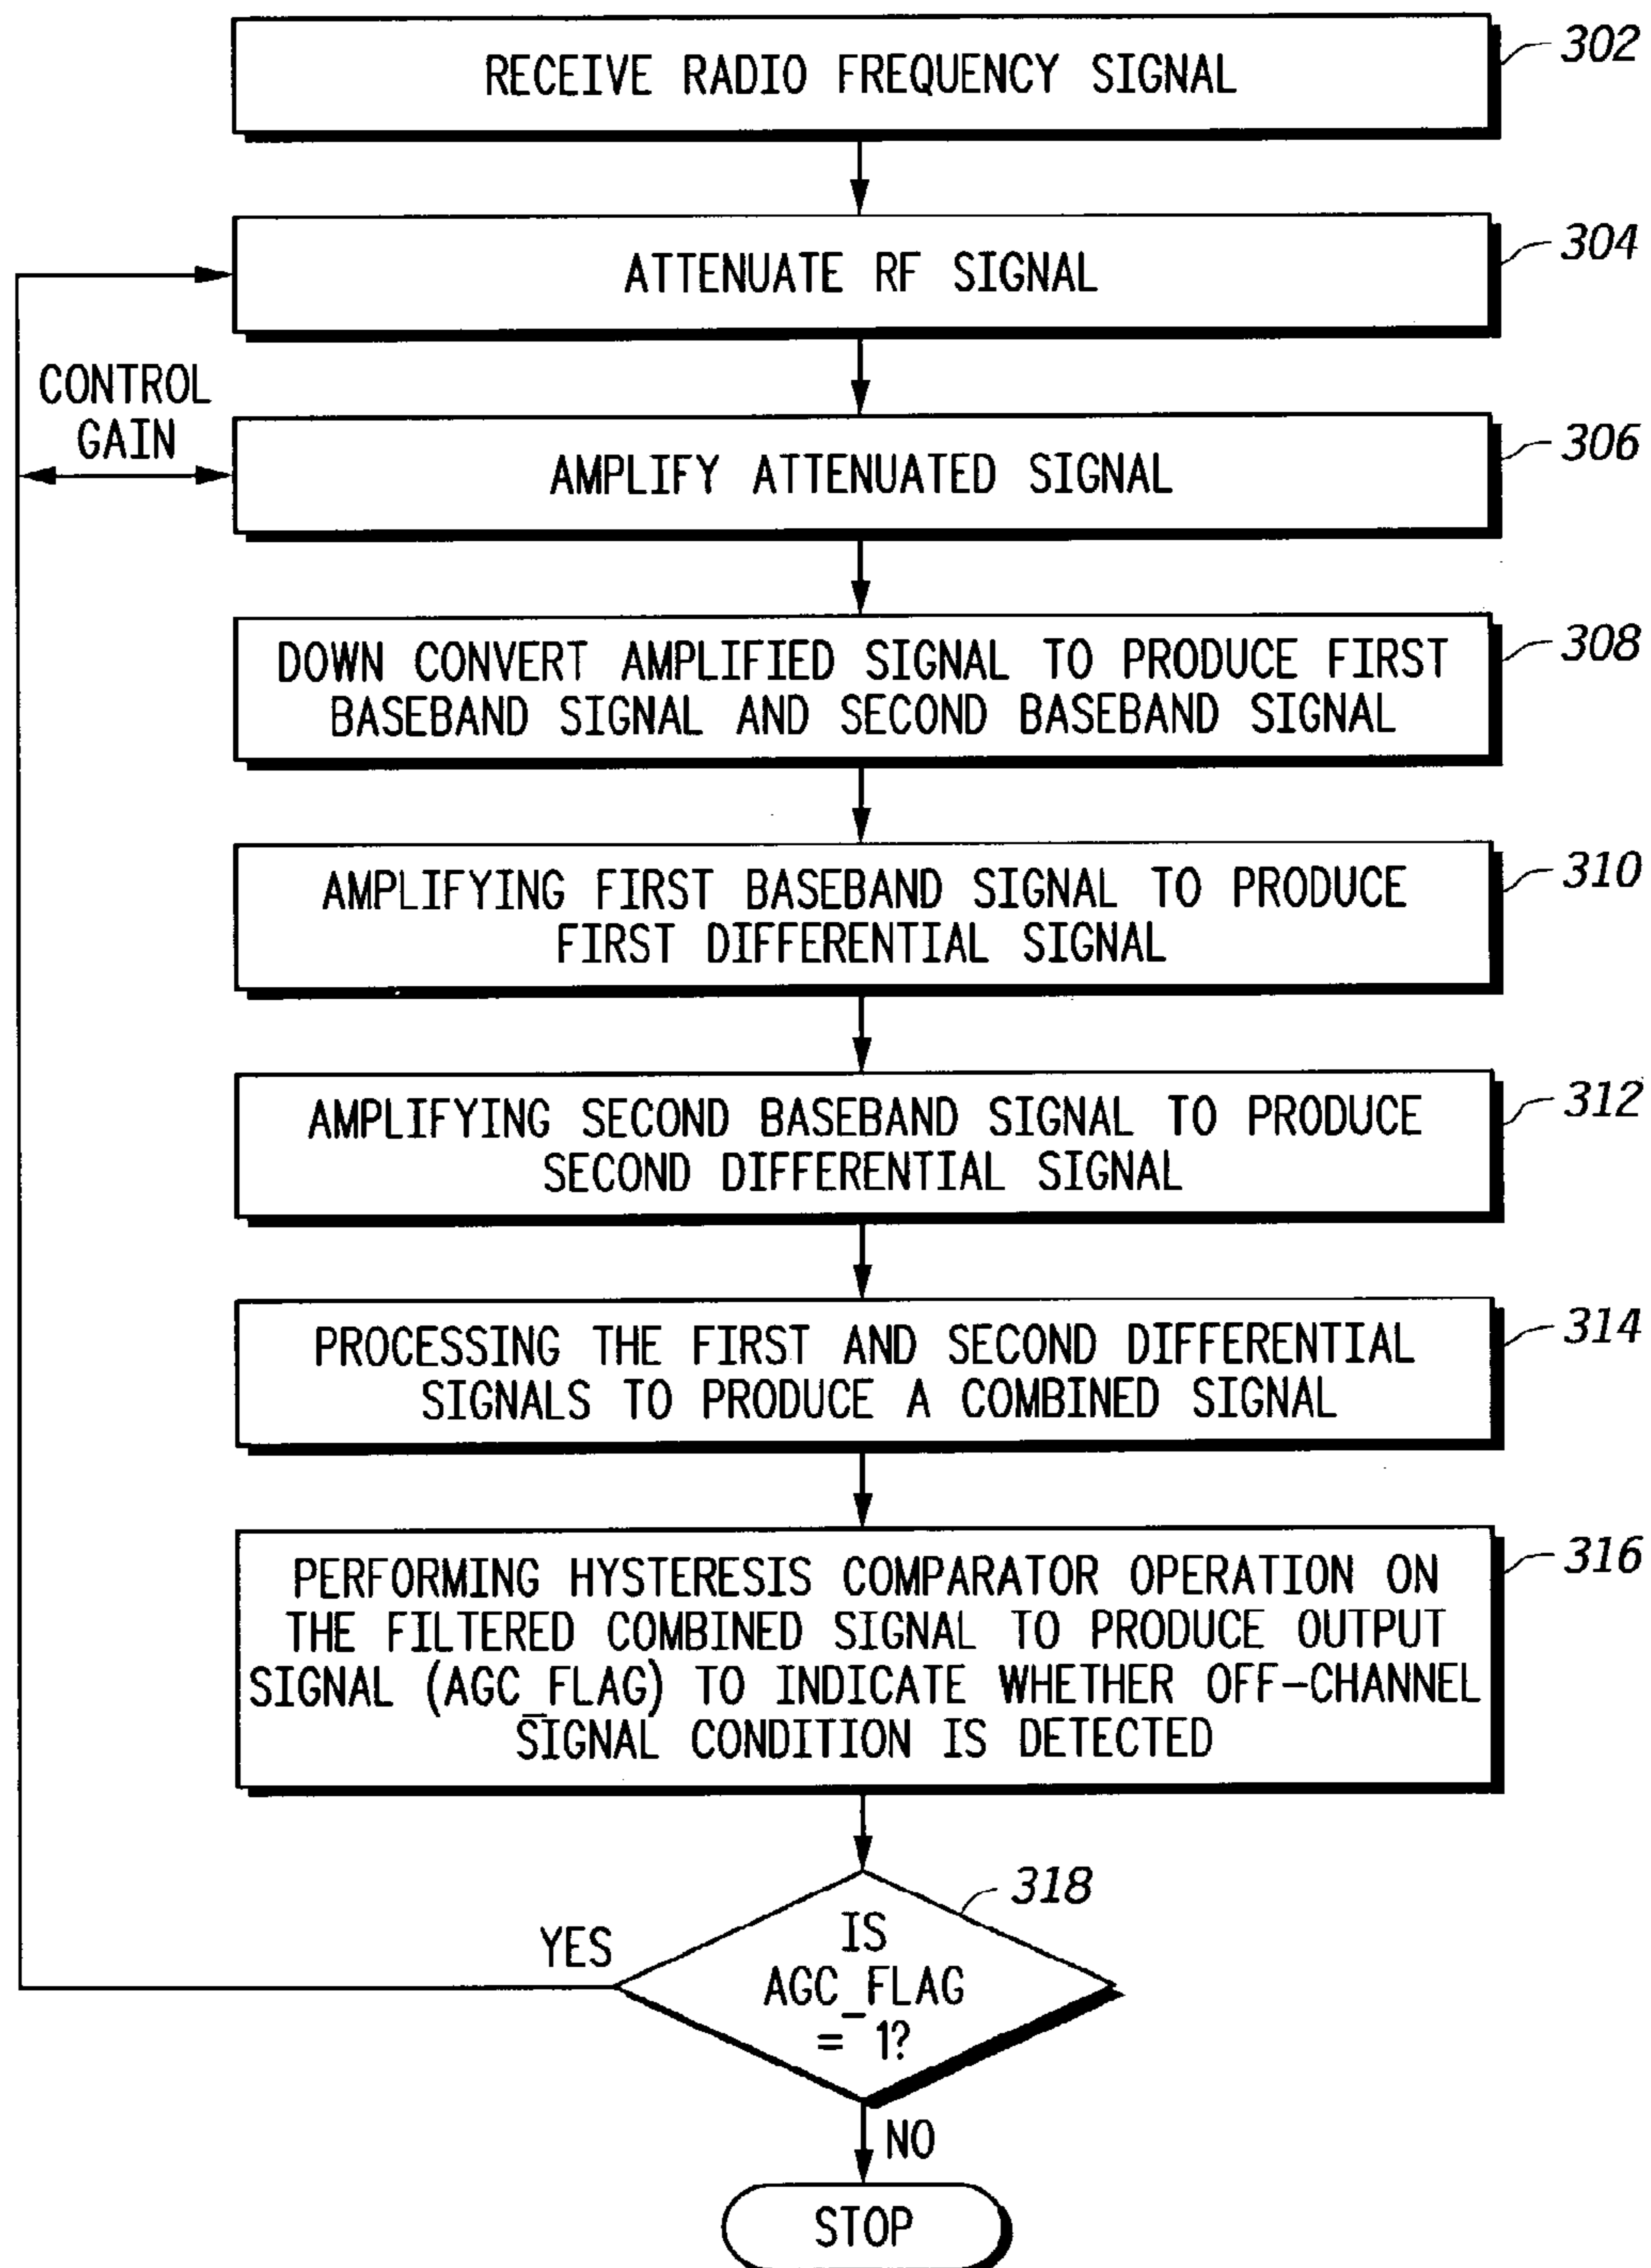 RECEIVE RADIO FREQUENCY SIGNAL
302
ATTENUATE RF SIGNAL
304
CONTROL
GAIN
AMPLIFY ATTENUATED SIGNAL
306
DOWN CONVERT AMPLIFIED SIGNAL TO PRODUCE FIRST
BASEBAND SIGNAL AND SECOND BASEBAND SIGNAL
308
AMPLIFYING FIRST BASEBAND SIGNAL TO PRODUCE
FIRST DIFFERENTIAL SIGNAL
310
AMPLIFYING SECOND BASEBAND SIGNAL TO PRODUCE
SECOND DIFFERENTIAL SIGNAL
312
PROCESSING THE FIRST AND SECOND DIFFERENTIAL
SIGNALS TO PRODUCE A COMBINED SIGNAL
314
PERFORMING HYSTERESIS COMPARATOR OPERATION ON
THE FILTERED COMBINED SIGNAL TO PRODUCE OUTPUT
SIGNAL (AGC_FLAG) TO INDICATE WHETHER OFF-CHANNEL
SIGNAL CONDITION IS DETECTED
316
318
YES
IS
AGC_FLAG
= 1?
NO
STOP